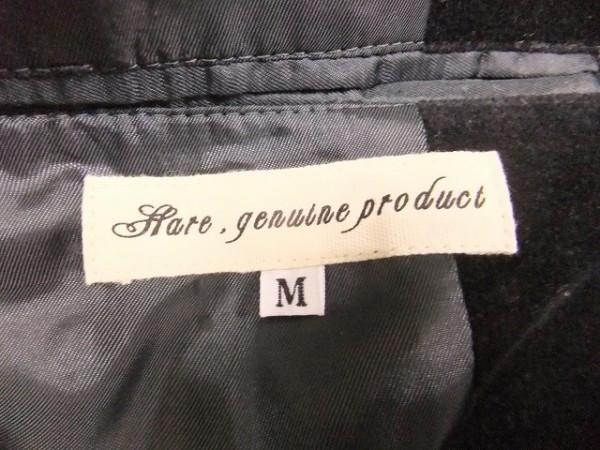 Hare, genuine product
M